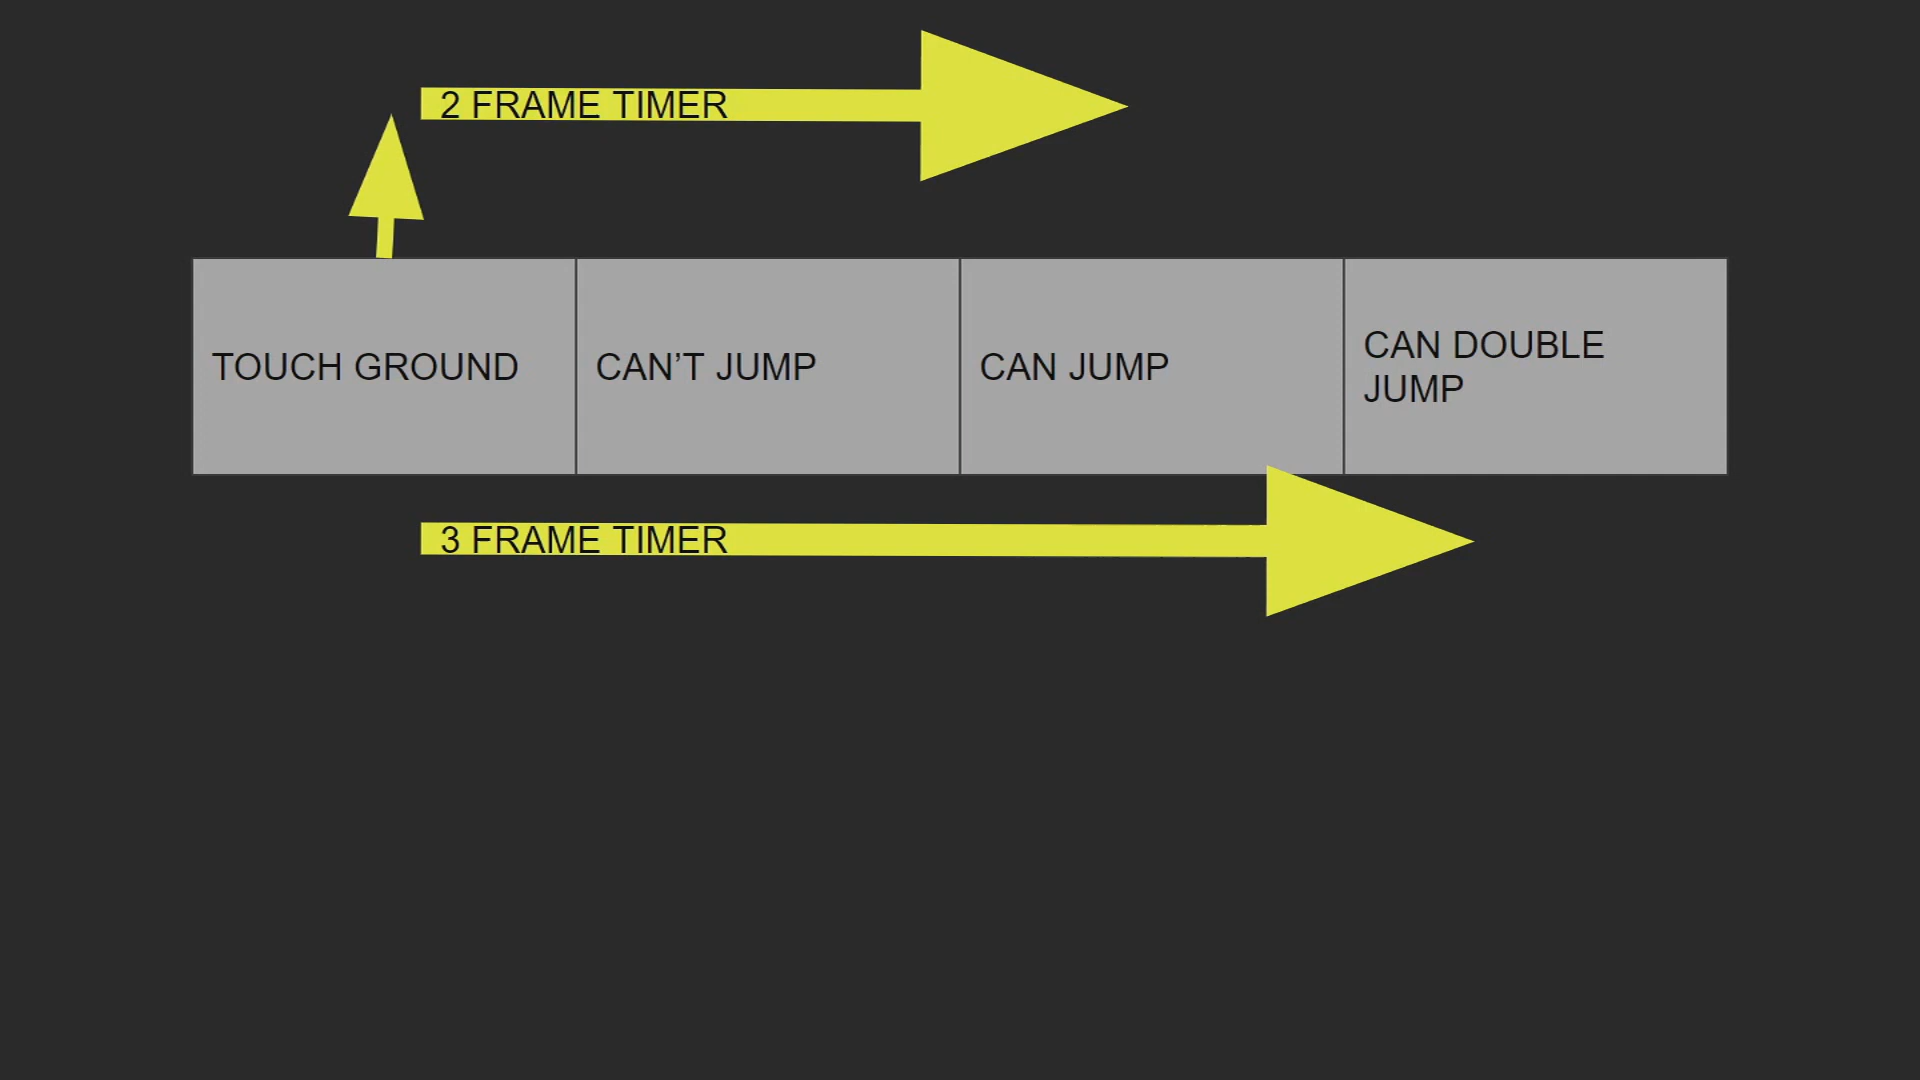 2 FRAME TIMER
TOUCH GROUND
CAN’T JUMP
CAN JUMP
CAN DOUBLE
JUMP
3 FRAME TIMER